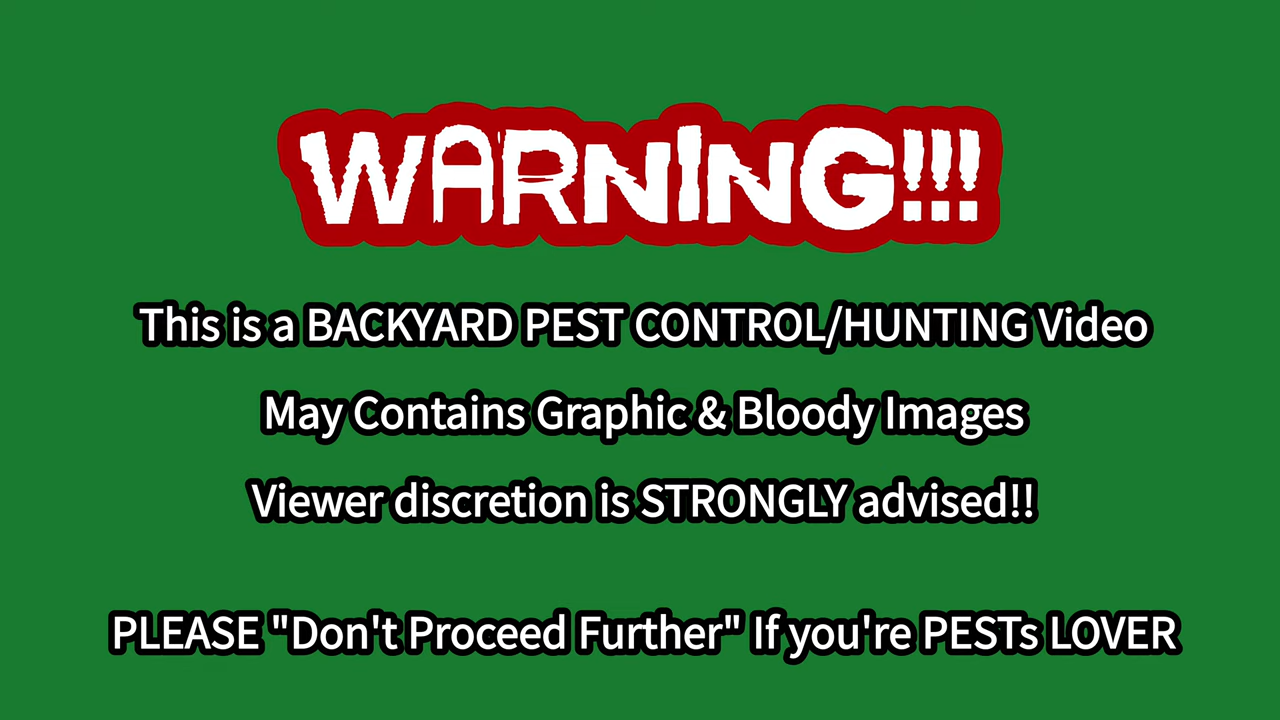 WARNING!!!
This is a BACKYARD PEST CONTROL/HUNTING Video
May Contains Graphic & Bloody Images
Viewer discretion is STRONGLY advised!!
PLEASE "Don't Proceed Further" If you're PESTs LOVER